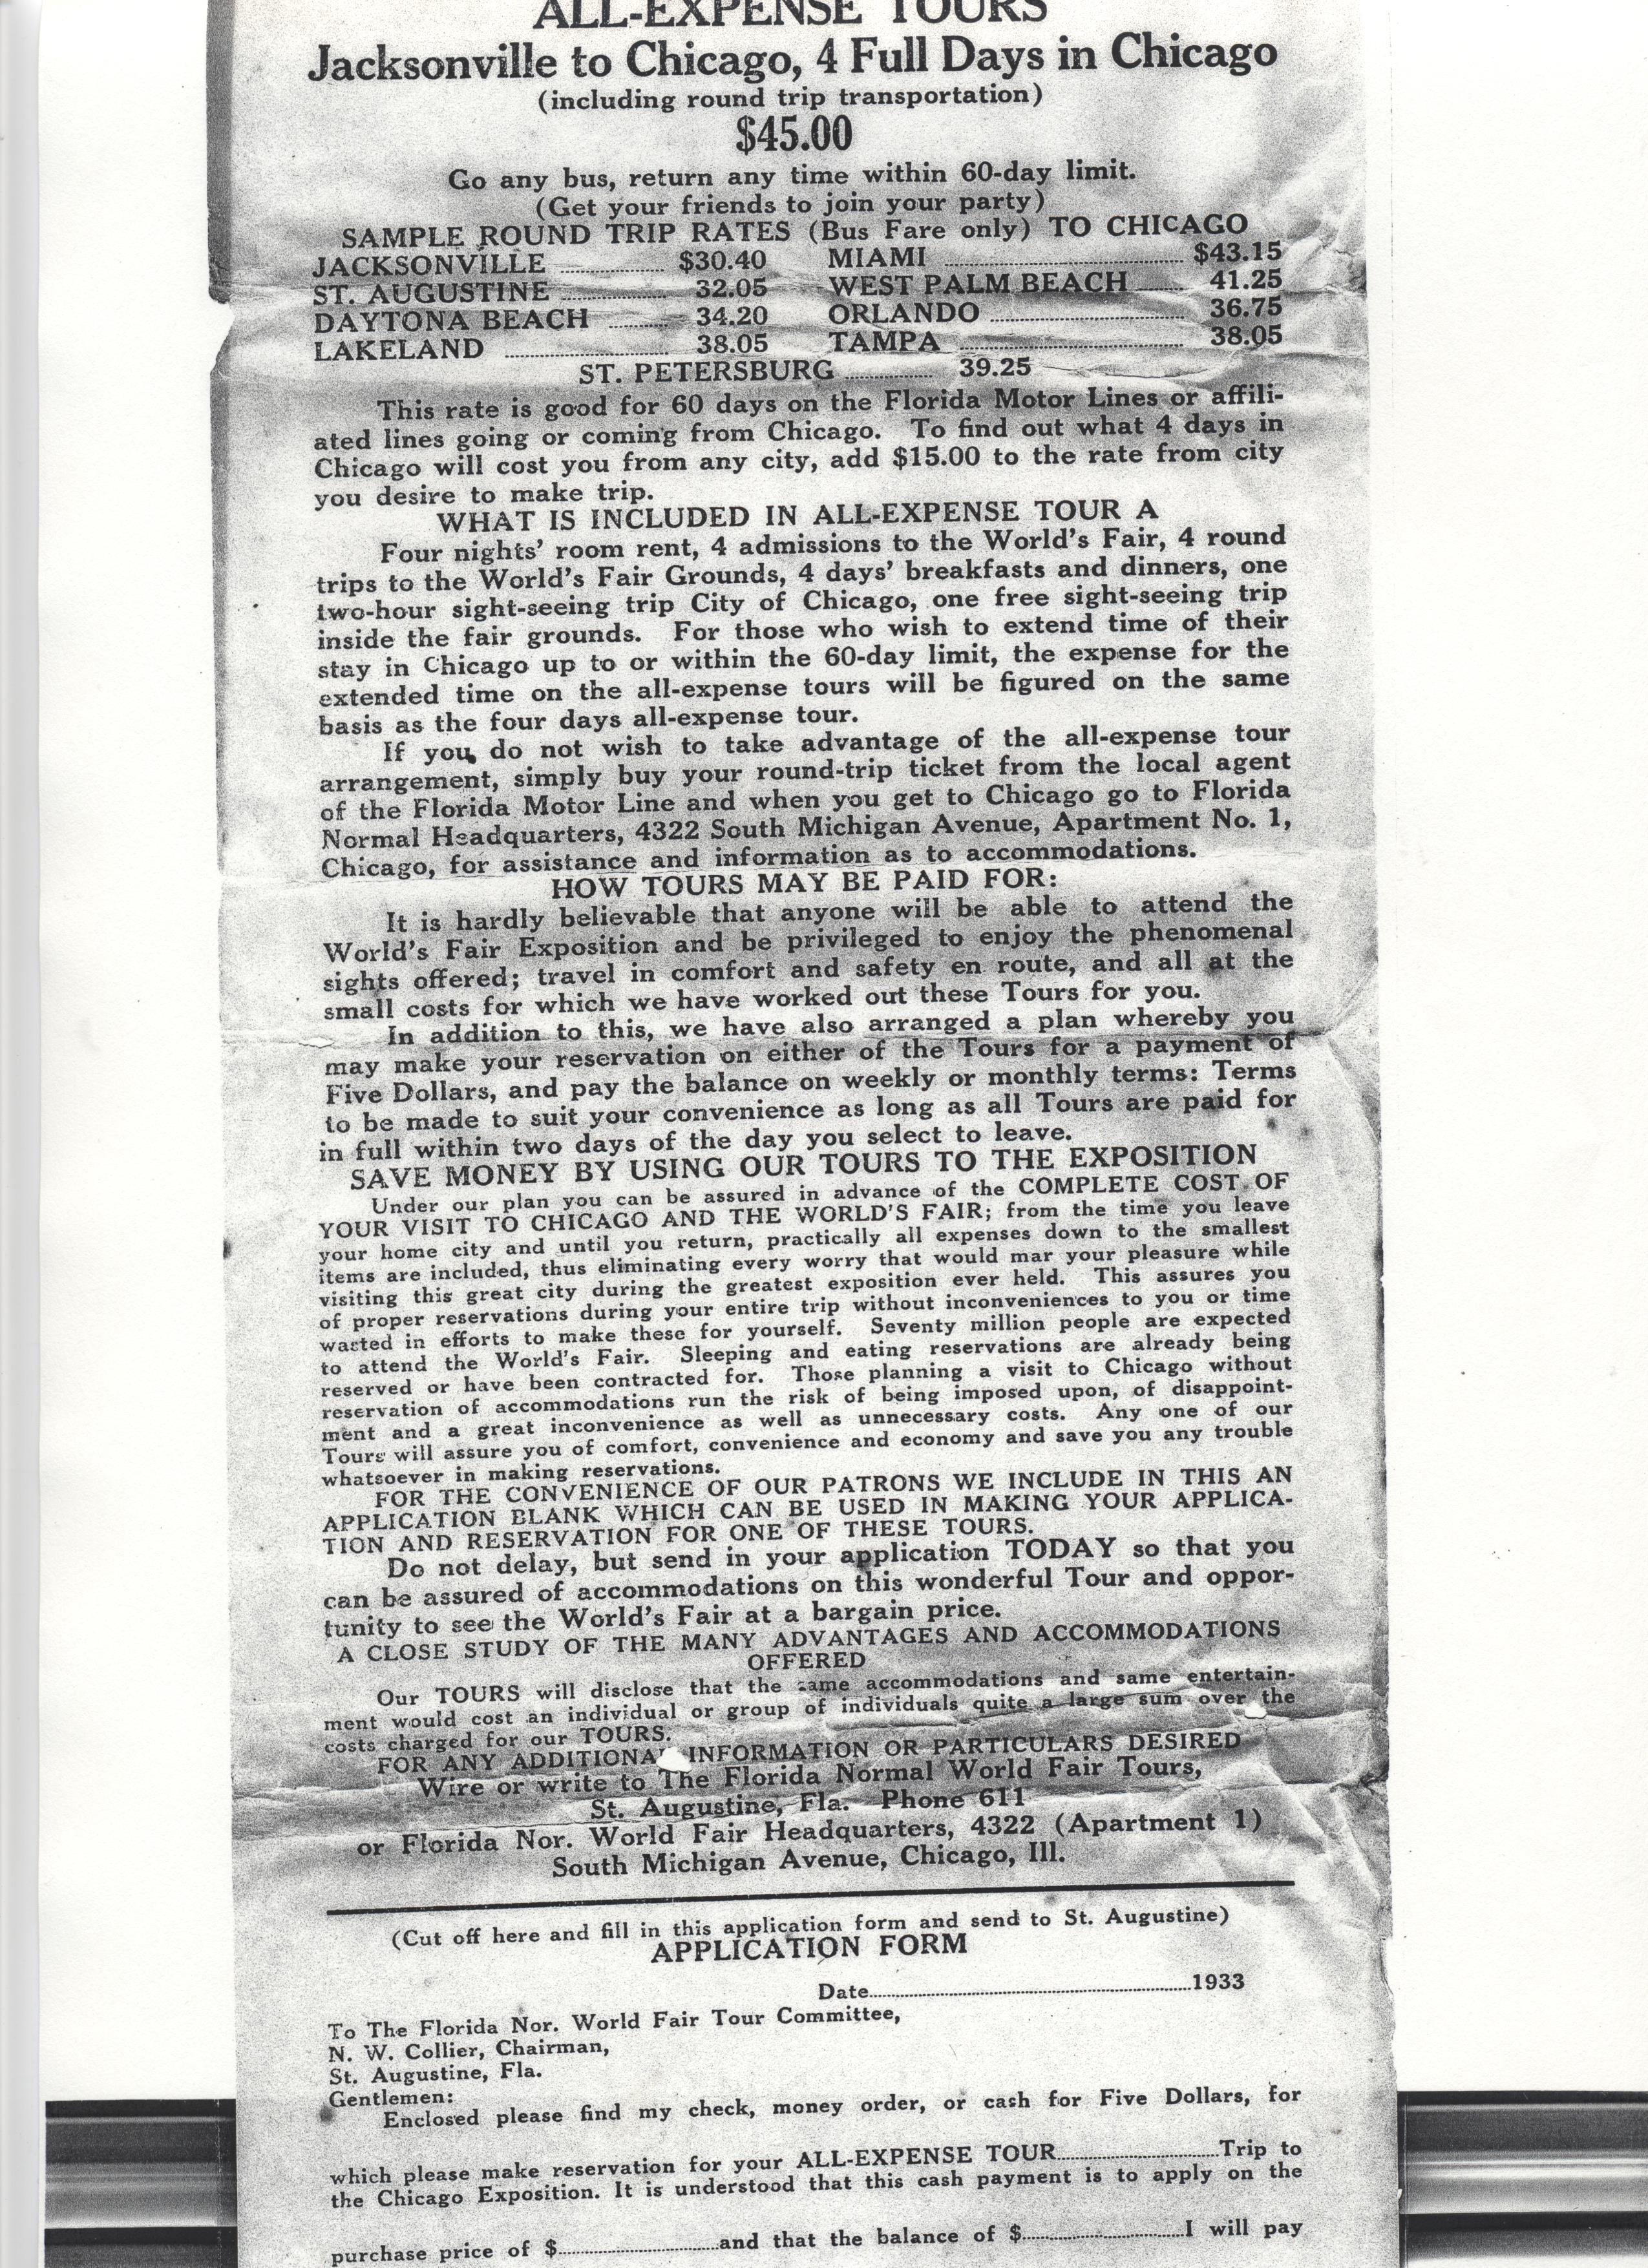 ALL-EXPENSE TOURS
Jacksonville to Chicago, 4 Full Days in Chicago
(including round trip transportation)
$45.00
Go any bus, return any time within 60-day limit.
(Get your friends to join your party)
SAMPLE ROUND TRIP RATES (Bus Fare only) TO CHICAGO
JACKSONVILLE ............ $30.40 MIAMI ............ $43.15
ST. AUGUSTINE ............ 32.05 WEST PALM BEACH ...... 41.25
DAYTONA BEACH ........ 34.20 ORLANDO ............ 36.75
LAKELAND ............ 38.05 TAMPA ............ 38.05
ST. PETERSBURG ............ 39.25
This rate is good for 60 days on the Florida Motor Lines or affili-
ated lines going or coming from Chicago. To find out what 4 days in
Chicago will cost you from any city, add $15.00 to the rate from city
you desire to make trip.
WHAT IS INCLUDED IN ALL-EXPENSE TOUR A
Four nights' room rent, 4 admissions to the World's Fair, 4 round
trips to the World's Fair Grounds, 4 days' breakfasts and dinners, one
two-hour sight-seeing trip City of Chicago, one free sight-seeing trip
inside the fair grounds. For those who wish to extend time of their
stay in Chicago up to or within the 60-day limit, the expense for the
extended time on the all-expense tours will be figured on the same
basis as the four days all-expense tour.
If you do not wish to take advantage of the all-expense tour
arrangement, simply buy your round-trip ticket from the local agent
of the Florida Motor Line and when you get to Chicago go to Florida
Normal Headquarters, 4322 South Michigan Avenue, Apartment No. 1,
Chicago, for assistance and information as to accommodations.
HOW TOURS MAY BE PAID FOR:
It is hardly believable that anyone will be able to attend the
World's Fair Exposition and be privileged to enjoy the phenomenal
sights offered; travel in comfort and safety en route, and all at the
small costs for which we have worked out these Tours for you.
In addition to this, we have also arranged a plan whereby you
may make your reservation on either of the Tours for a payment of
Five Dollars, and pay the balance on weekly or monthly terms: Terms
to be made to suit your convenience as long as all Tours are paid for
in full within two days of the day you select to leave.
SAVE MONEY BY USING OUR TOURS TO THE EXPOSITION
Under our plan you can be assured in advance of the COMPLETE COST OF
YOUR VISIT TO CHICAGO AND THE WORLD'S FAIR; from the time you leave
your home city and until you return, practically all expenses down to the smallest
items are included, thus eliminating every worry that would mar your pleasure while
visiting this great city during the greatest exposition ever held. This assures you
of proper reservations during your entire trip without inconveniences to you or time
wasted in efforts to make these for yourself. Seventy million people are expected
to attend the World's Fair. Sleeping and eating reservations are already being
reserved or have been contracted for. Those planning a visit to Chicago without
reservation of accommodations run the risk of being imposed upon, of disappoint-
ment and a great inconvenience as well as unnecessary costs. Any one of our
Tours will assure you of comfort, convenience and economy and save you any trouble
whatsoever in making reservations.
FOR THE CONVENIENCE OF OUR PATRONS WE INCLUDE IN THIS AN
APPLICATION BLANK WHICH CAN BE USED IN MAKING YOUR APPLICA-
TION AND RESERVATION FOR ONE OF THESE TOURS.
Do not delay, but send in your application TODAY so that you
can be assured of accommodations on this wonderful Tour and oppor-
tunity to see the World's Fair at a bargain price.
A CLOSE STUDY OF THE MANY ADVANTAGES AND ACCOMMODATIONS
OFFERED
Our TOURS will disclose that the same accommodations and same entertain-
ment would cost an individual or group of individuals quite a large sum over the
costs charged for our TOURS.
FOR ANY ADDITIONAL INFORMATION OR PARTICULARS DESIRED
Wire or write to The Florida Normal World Fair Tours,
St. Augustine, Fla. Phone 611
or Florida Nor. World Fair Headquarters, 4322 (Apartment 1)
South Michigan Avenue, Chicago, Ill.
(Cut off here and fill in this application form and send to St. Augustine)
APPLICATION FORM
Date............1933
To The Florida Nor. World Fair Tour Committee,
N. W. Collier, Chairman,
St. Augustine, Fla.
Gentlemen:
Enclosed please find my check, money order, or cash for Five Dollars, for
which please make reservation for your ALL-EXPENSE TOUR............Trip to
the Chicago Exposition. It is understood that this cash payment is to apply on the
purchase price of $............and that the balance of $............I will pay